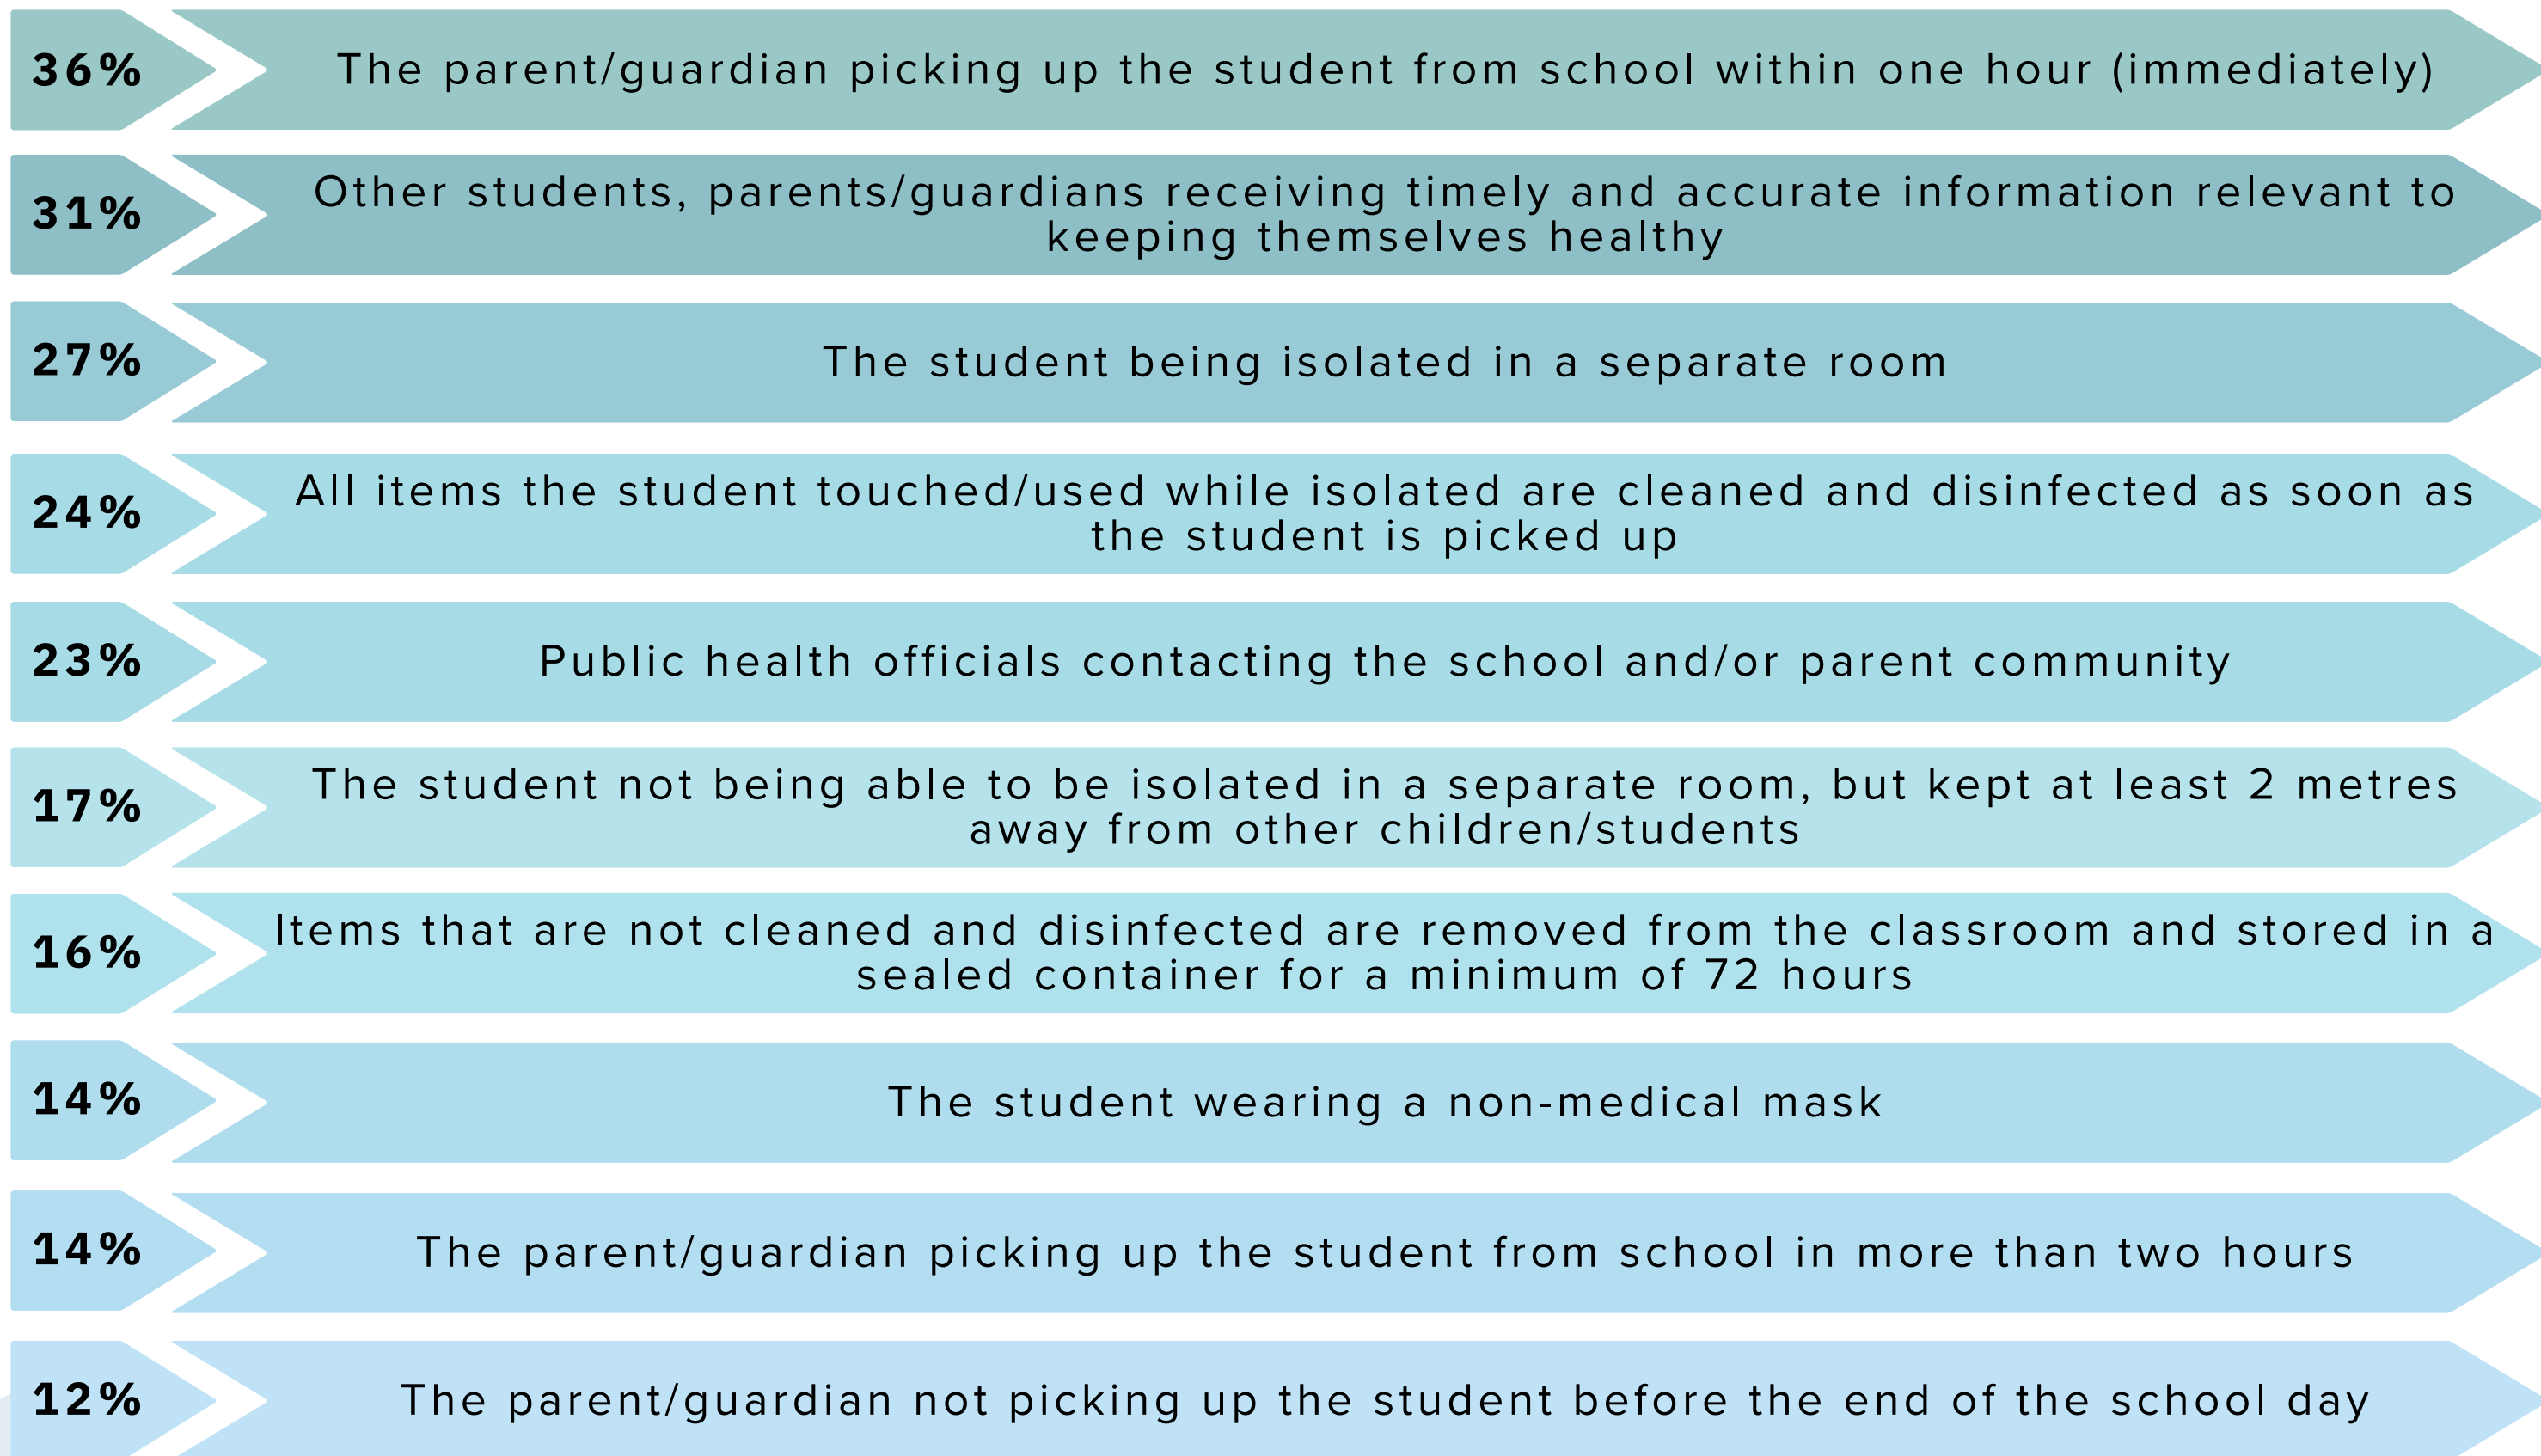 36%
The parent/guardian picking up the student from school within one hour (immediately)
31%
Other students, parents/guardians receiving timely and accurate information relevant to
keeping themselves healthy
27%
The student being isolated in a separate room
24%
All items the student touched/used while isolated are cleaned and disinfected as soon as
the student is picked up
23%
Public health officials contacting the school and/or parent community
17%
The student not being able to be isolated in a separate room, but kept at least 2 metres
away from other children/students
16%
Items that are not cleaned and disinfected are removed from the classroom and stored in a
sealed container for a minimum of 72 hours
14%
The student wearing a non-medical mask
14%
The parent/guardian picking up the student from school in more than two hours
12%
The parent/guardian not picking up the student before the end of the school day